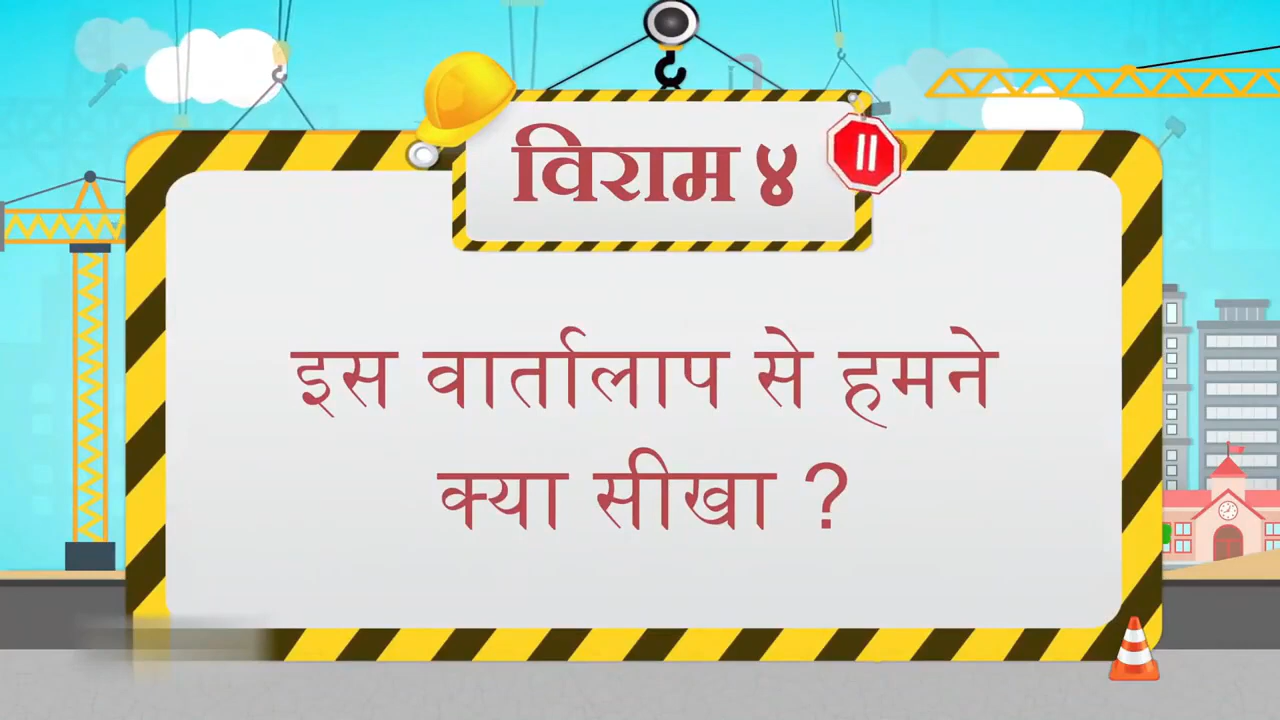 विराम ४
इस वार्तालाप से हमने
क्या सीखा ?